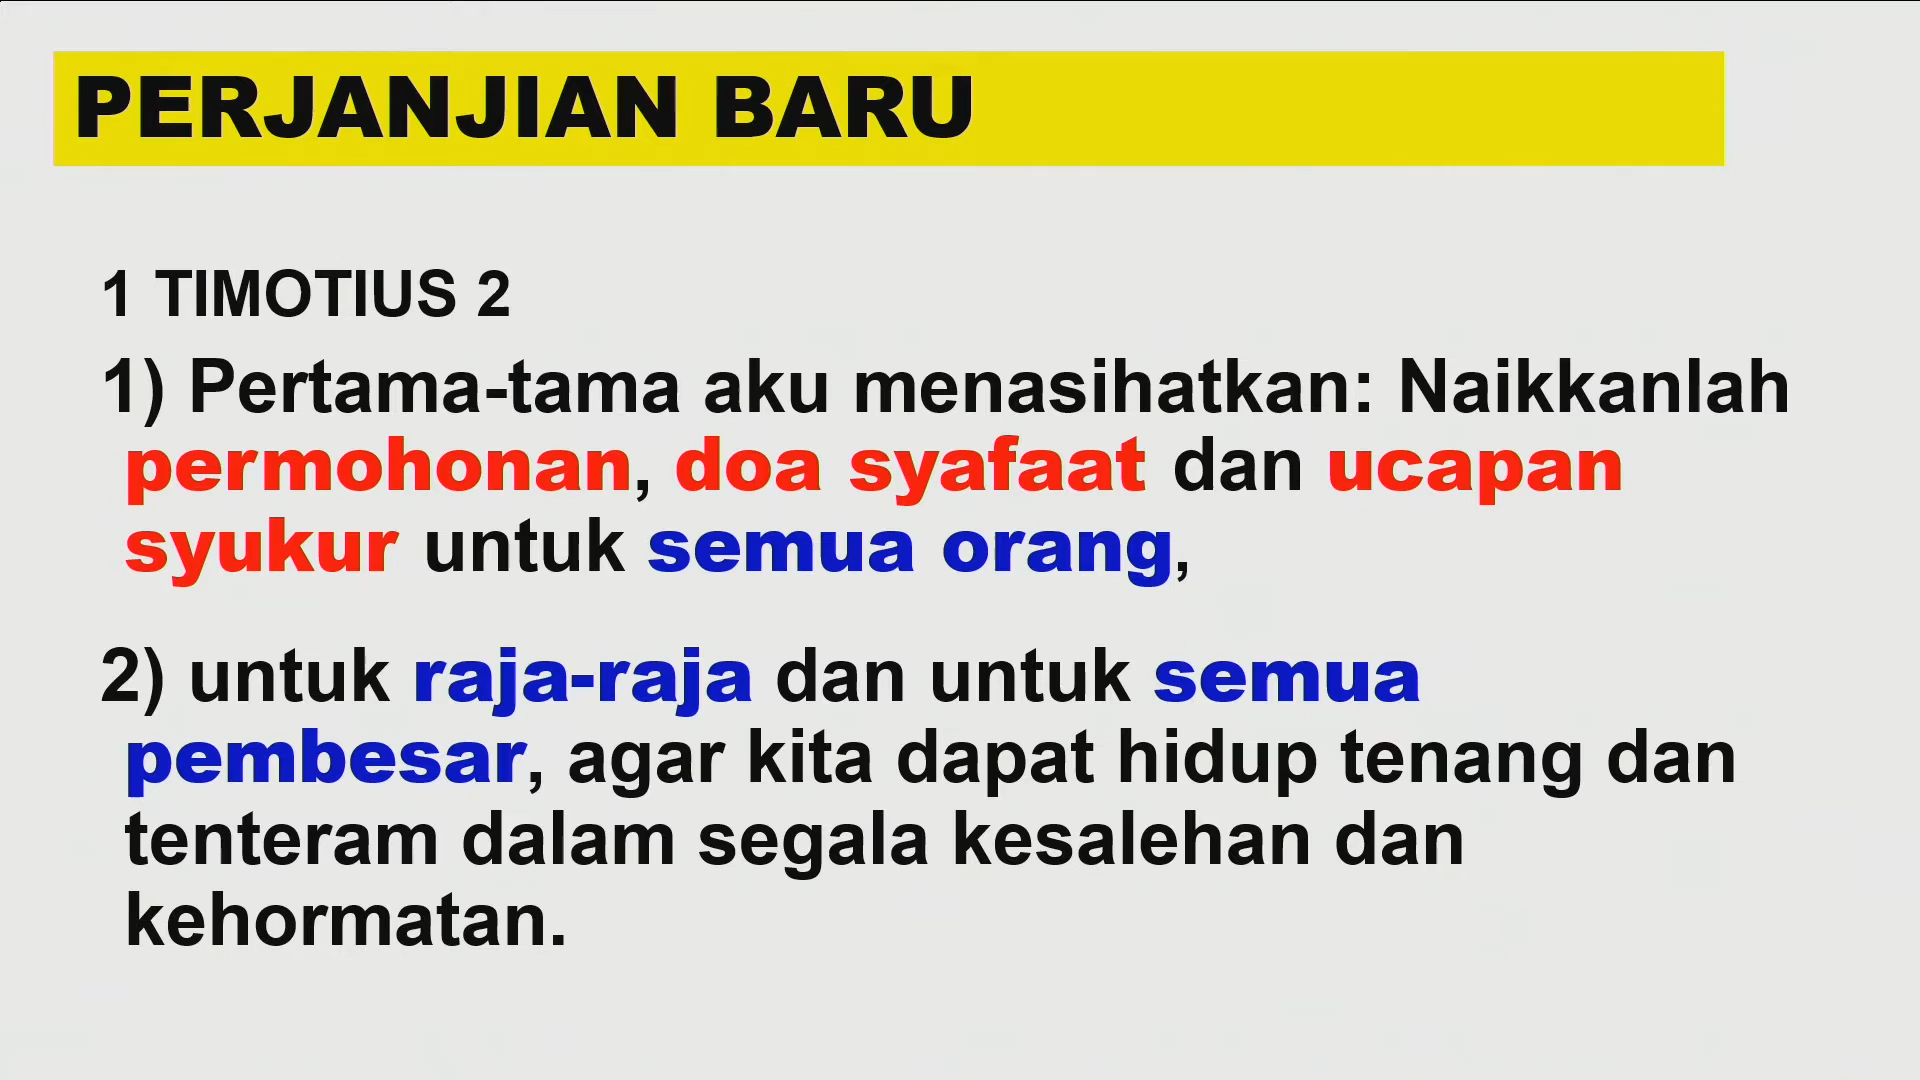 PERJANJIAN BARU
1 TIMOTIUS 2
1) Pertama-tama aku menasihatkan: Naikkanlah
permohonan, doa syafaat dan ucapan
syukur untuk semua orang,
2) untuk raja-raja dan untuk semua
pembesar, agar kita dapat hidup tenang dan
tenteram dalam segala kesalehan dan
kehormatan.